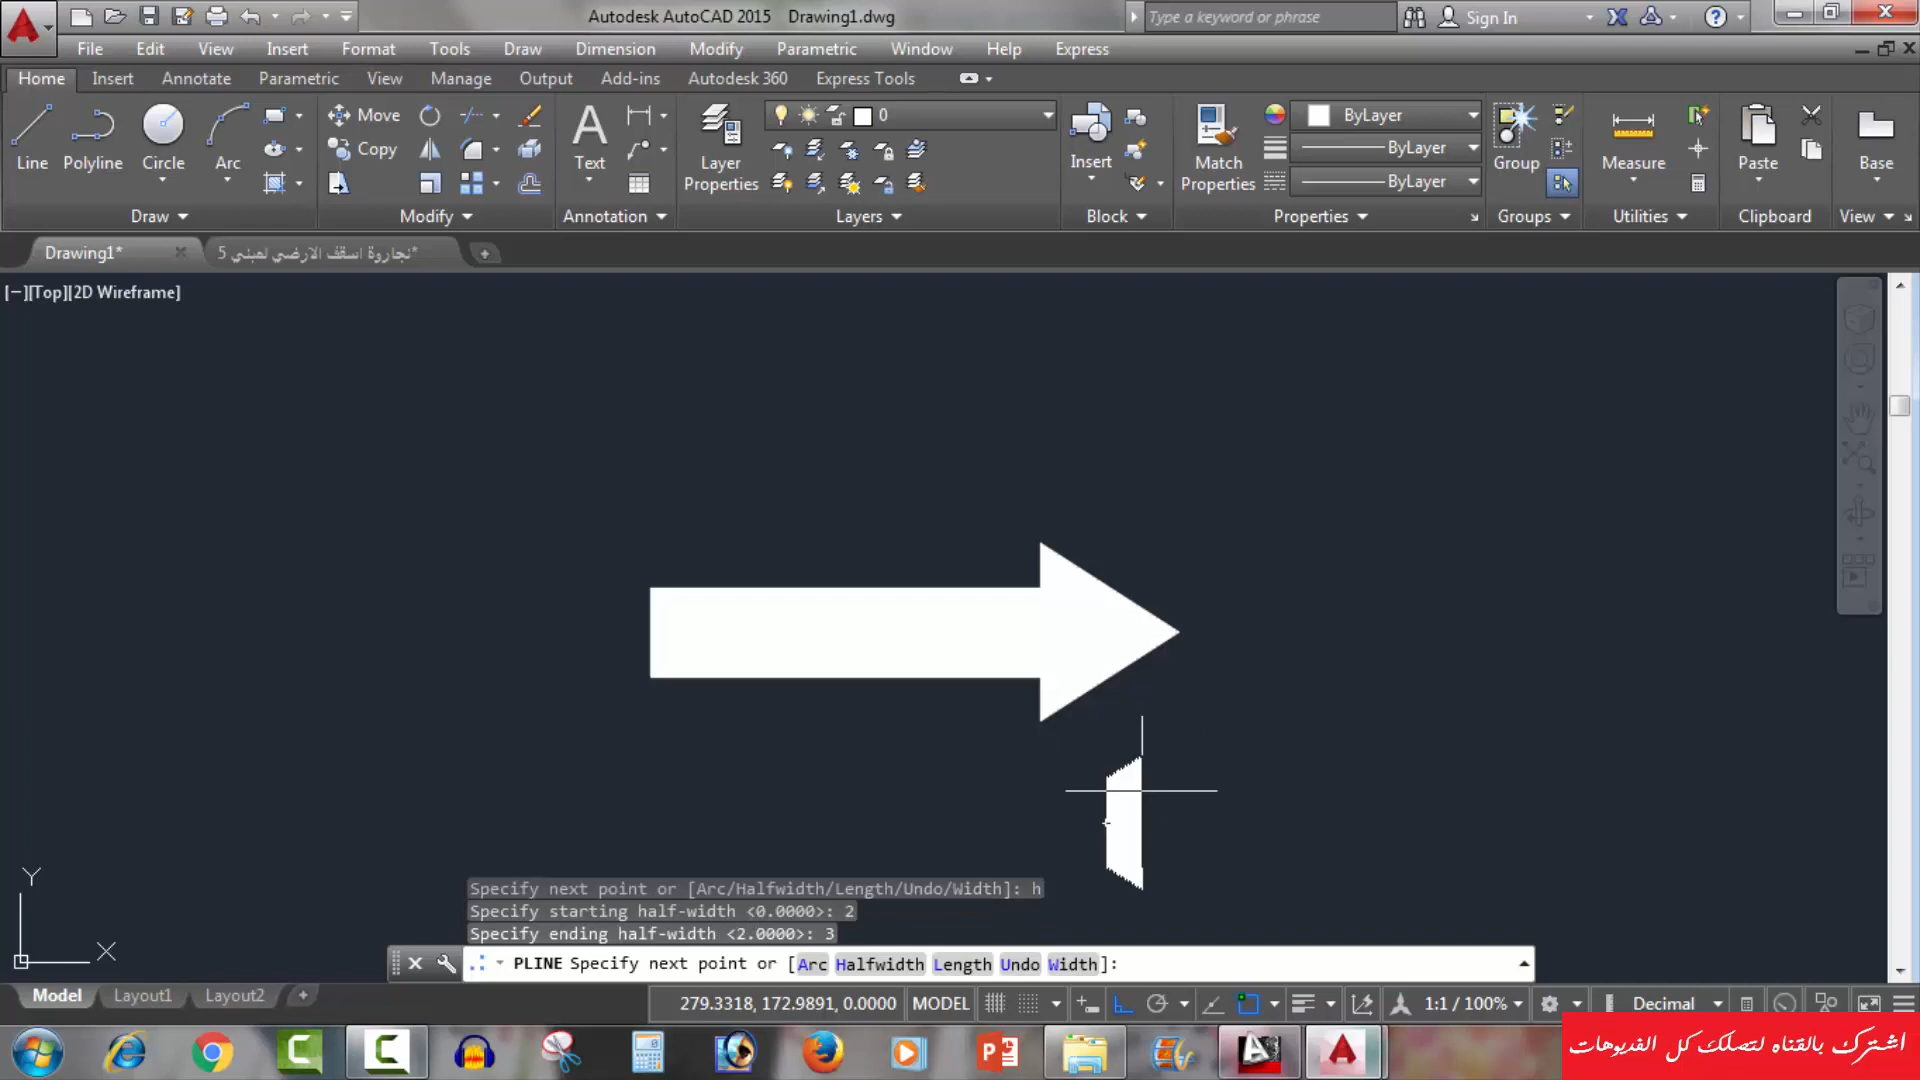 Autodesk AutoCAD 2015 Drawing1.dwg
Type a keyword or phrase
Sign In
File Edit View Insert Format Tools Draw Dimension Modify Parametric Window Help Express
Home Insert Annotate Parametric View Manage Output Add-ins Autodesk 360 Express Tools
Line Polyline Circle Arc
Move
Copy
Text
Layer Properties
0
Insert
Match Properties
ByLayer
ByLayer
ByLayer
Group
Measure
Paste
Base
Draw Modify Annotation Layers Block Properties Groups Utilities Clipboard View
Drawing1*
نجاروة اسقف الارضي لمبني 5*
[−][Top][2D Wireframe]
Y
X
Specify next point or [Arc/Halfwidth/Length/Undo/Width]: h
Specify starting half-width <0.0000>: 2
Specify ending half-width <2.0000>: 3
PLINE Specify next point or [Arc Halfwidth Length Undo Width]:
Model Layout1 Layout2 +
279.3318, 172.9891, 0.0000 MODEL
1:1 / 100%
Decimal
اشترك بالقناه لتصلك كل الفديوهات